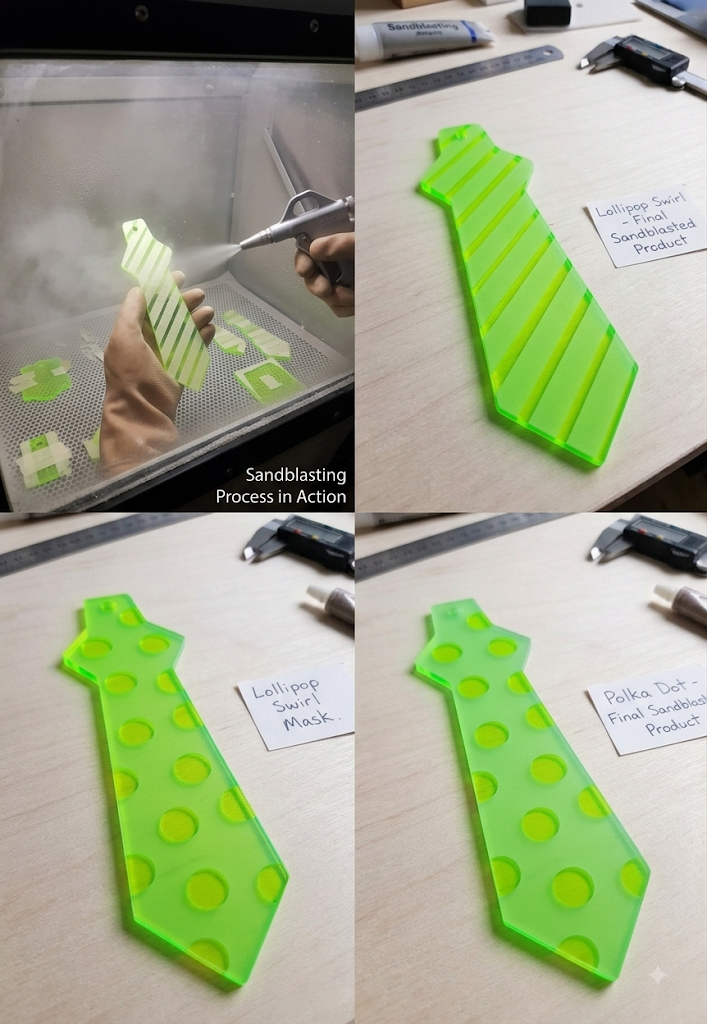 Sandblasting
Process in Action
Sandblasting
Lollipop Swirl
- Final
Sandblasted
Product
Lollipop
Swirl
Mask.
Polka Dot -
Final Sandblast
Product